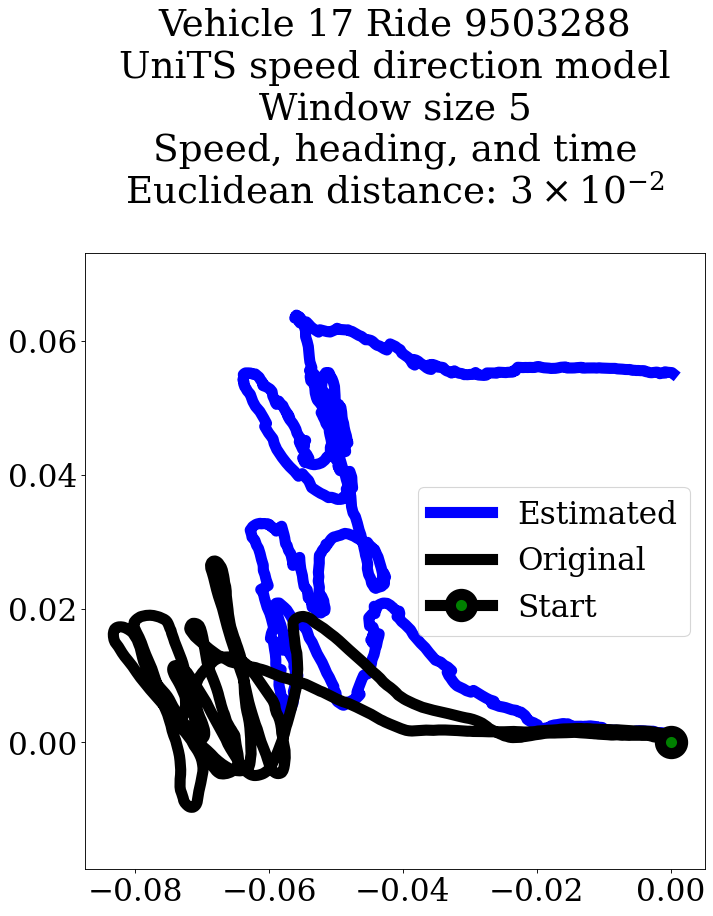 Vehicle 17 Ride 9503288
UniTS speed direction model
Window size 5
Speed, heading, and time
Euclidean distance: 3 × 10⁻²
0.06
0.04
0.02
0.00
Estimated
Original
Start
−0.08 −0.06 −0.04 −0.02 0.00